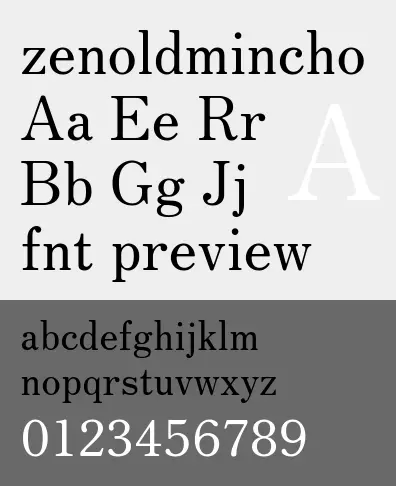 zenoldmincho
Aa Ee Rr
Bb Gg Jj
A
fnt preview
abcdefghijklm
nopqrstuvwxyz
0123456789